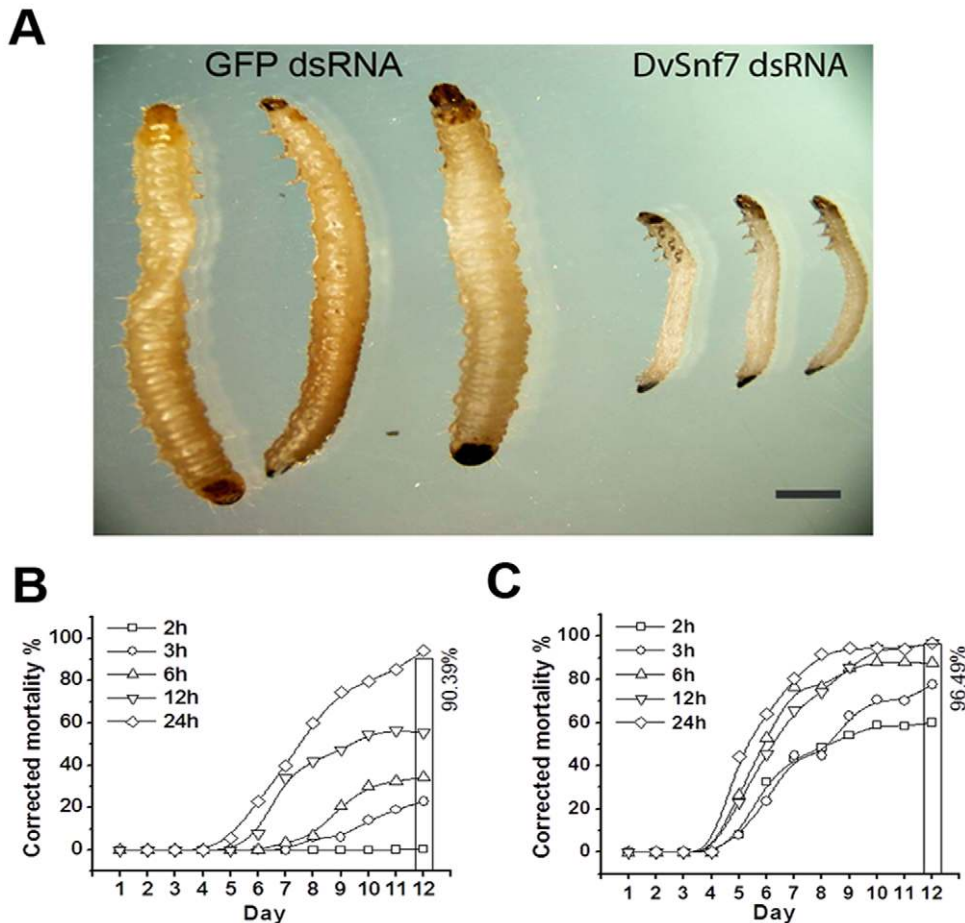 A
GFP dsRNA
DvSnf7 dsRNA
B
Corrected mortality %
100
80
60
40
20
0
2h
3h
6h
12h
24h
90.39%
1 2 3 4 5 6 7 8 9 10 11 12
Day
C
Corrected mortality %
100
80
60
40
20
0
2h
3h
6h
12h
24h
96.49%
1 2 3 4 5 6 7 8 9 10 11 12
Day